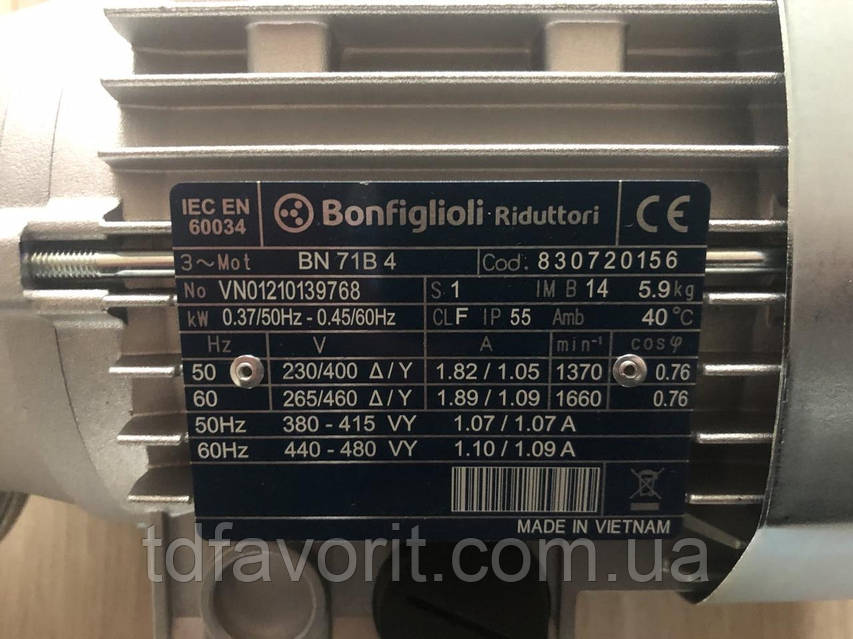 IEC EN
60034
Bonfiglioli Riduttori
CE
3~Mot BN 71B 4 Cod. 830720156
No VN01210139768 S 1 IM B 14 5.9 kg
kW 0.37/50Hz - 0.45/60Hz CL F IP 55 Amb 40 °C
Hz V A min⁻¹ cosφ
50 230/400 Δ/Y 1.82 / 1.05 1370 0.76
60 265/460 Δ/Y 1.89 / 1.09 1660 0.76
50Hz 380 - 415 VY 1.07 / 1.07 A
60Hz 440 - 480 VY 1.10 / 1.09 A
MADE IN VIETNAM
tdfavorit.com.ua